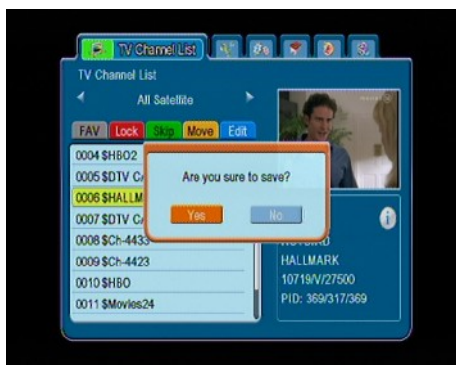 TV Channel List
TV Channel List
All Satellite
FAV Lock Skip Move Edit
0004 $HBO2
0005 $DTV
0006 $HALLM
0007 $DTV
0008 $Ch-4433
0009 $Ch-4423
0010 $HBO
0011 $Movies24
Are you sure to save?
Yes No
HALLMARK
10719/V/27500
PID: 369/317/369